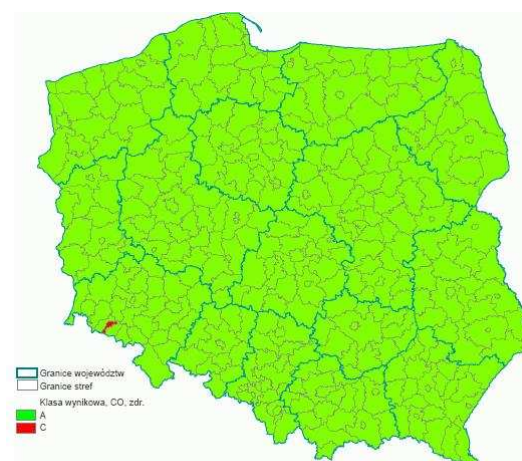 Granice województw
Granice stref
Klasa wynikowa, CO, zdr.
A
C